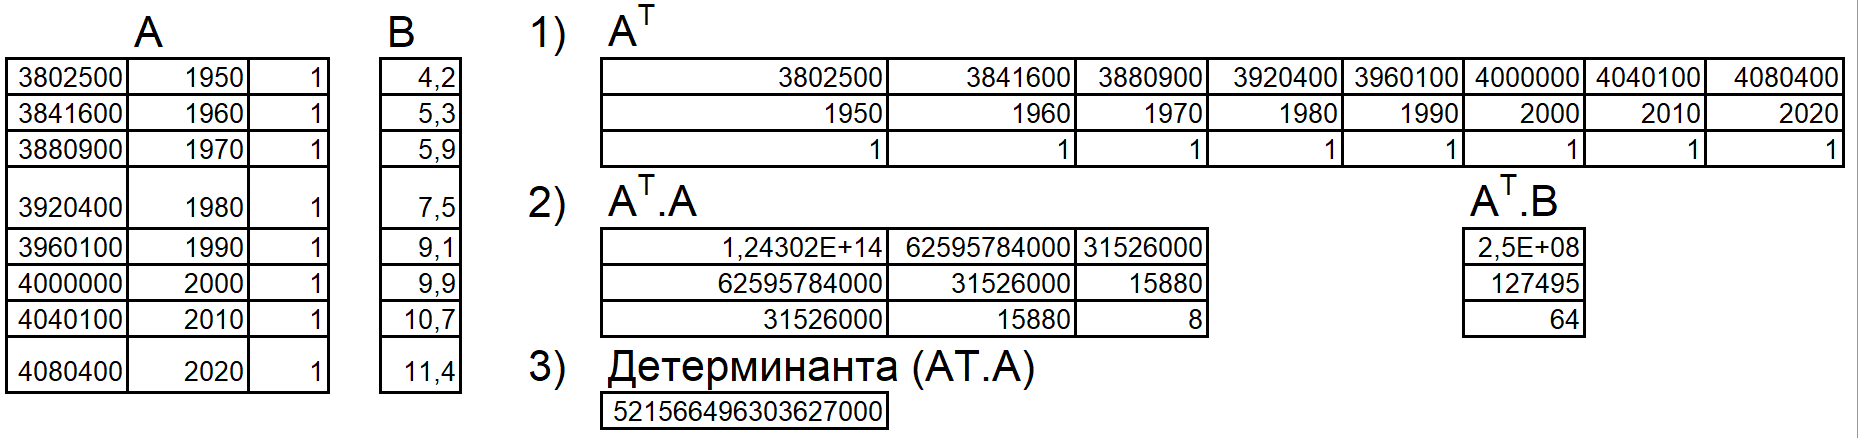 A B 1) Aᵀ
3802500 1950 1 4,2 3802500 3841600 3880900 3920400 3960100 4000000 4040100 4080400
3841600 1960 1 5,3 1950 1960 1970 1980 1990 2000 2010 2020
3880900 1970 1 5,9 1 1 1 1 1 1 1 1
3920400 1980 1 7,5 2) Aᵀ.A Aᵀ.B
3960100 1990 1 9,1 1,24302E+14 62595784000 31526000 2,5E+08
4000000 2000 1 9,9 62595784000 31526000 15880 127495
4040100 2010 1 10,7 31526000 15880 8 64
4080400 2020 1 11,4 3) Детерминанта (АТ.А)
521566496303627000